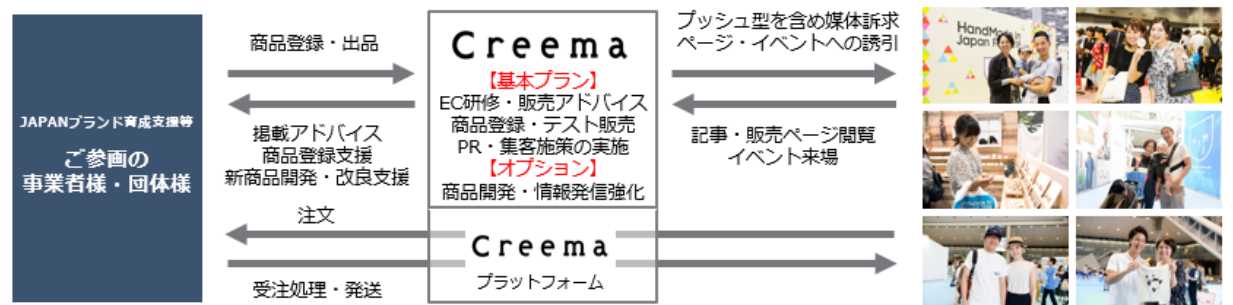 JAPANブランド育成支援等
ご参画の
事業者様・団体様
商品登録・出品
掲載アドバイス
商品登録支援
新商品開発・改良支援
注文
受注処理・発送
Creema
【基本プラン】
EC研修・販売アドバイス
商品登録・テスト販売
PR・集客施策の実施
【オプション】
商品開発・情報発信強化
Creema
プラットフォーム
プッシュ型を含め媒体訴求
ページ・イベントへの誘引
記事・販売ページ閲覧
イベント来場
HandMade In
Japan